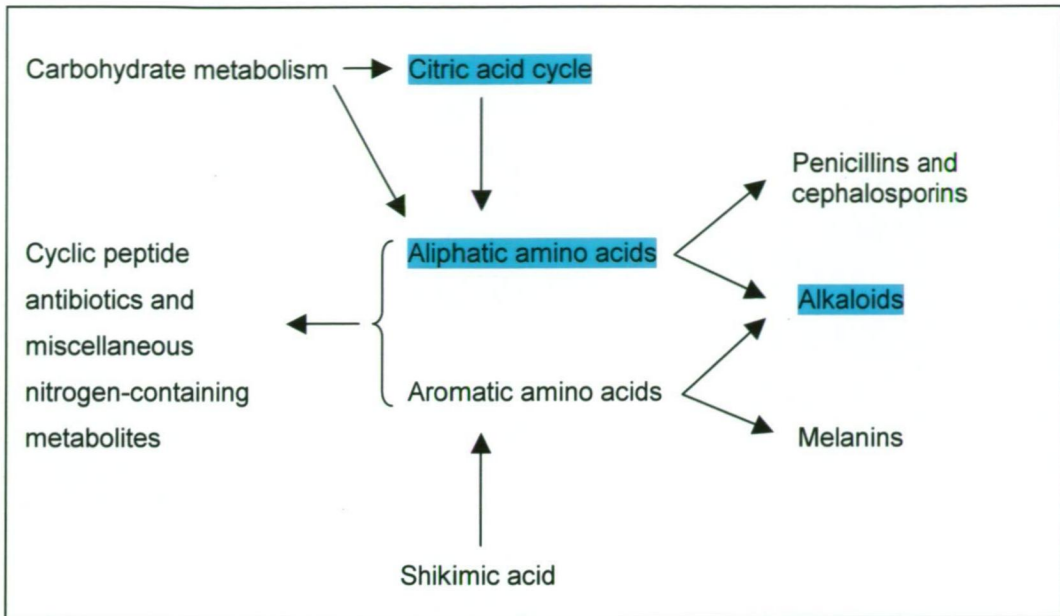 Carbohydrate metabolism
Citric acid cycle
Penicillins and
cephalosporins
Cyclic peptide
antibiotics and
miscellaneous
nitrogen-containing
metabolites
Aliphatic amino acids
Alkaloids
Aromatic amino acids
Melanins
Shikimic acid